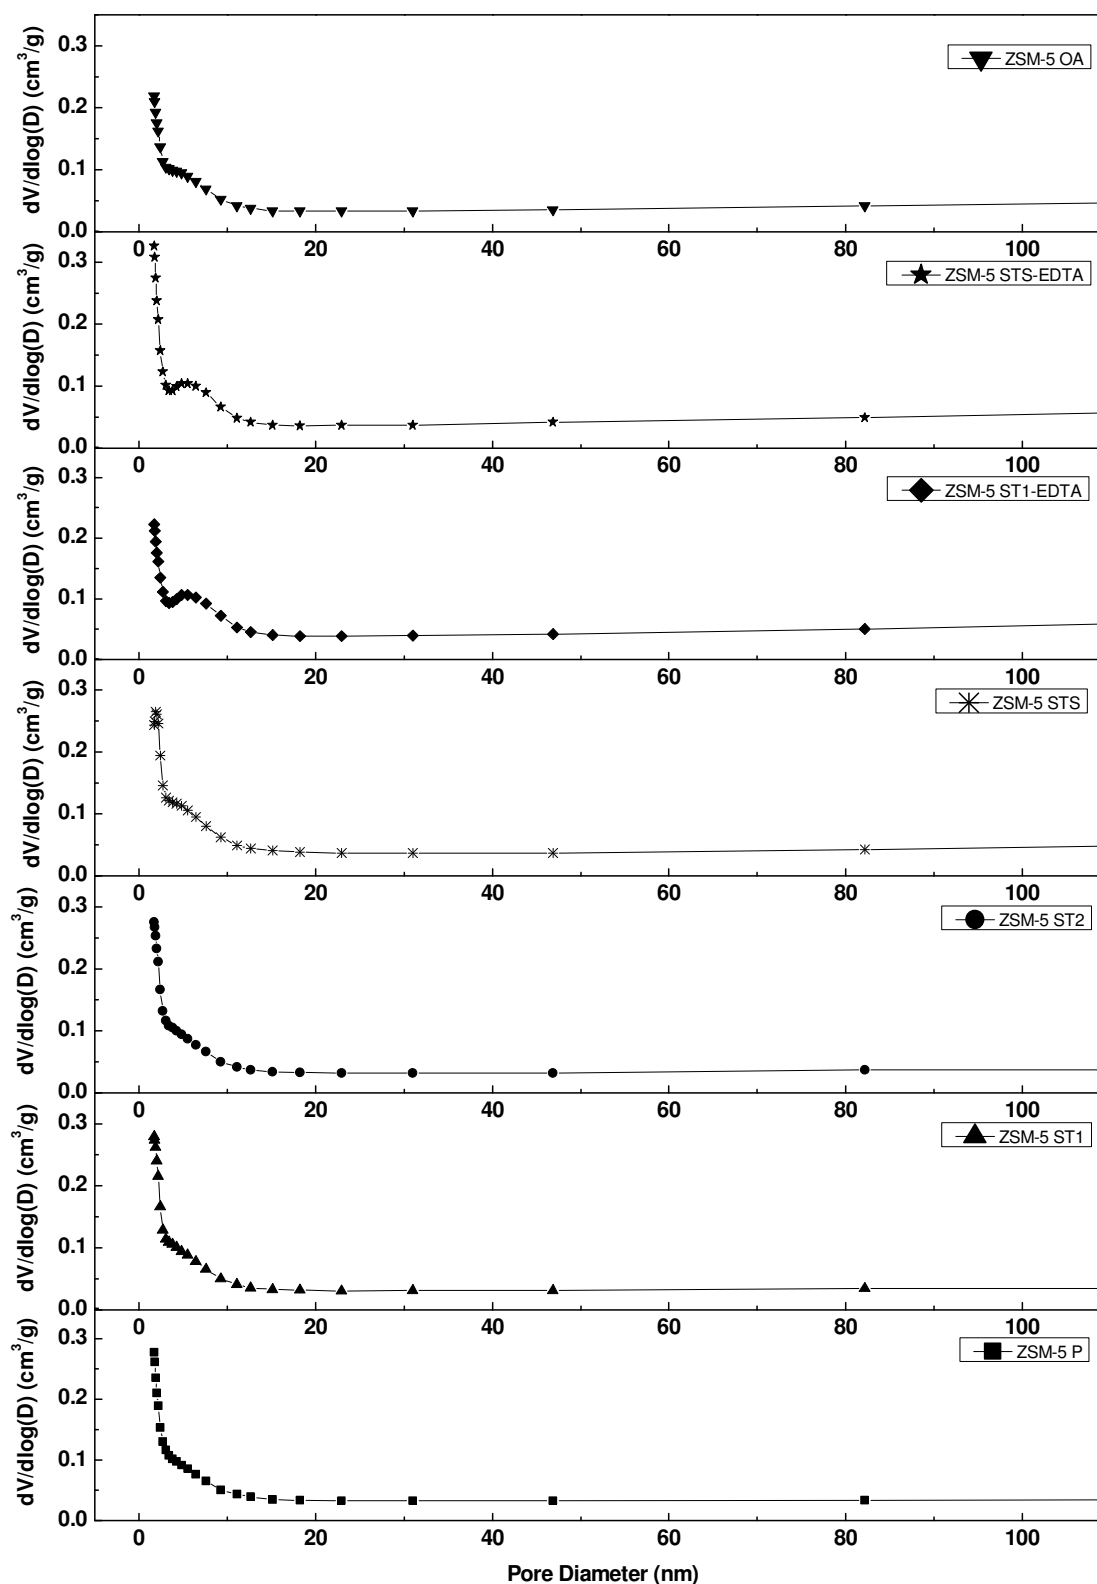 0.3
0.2
0.1
0.0
dV/dlog(D) (cm³/g)
ZSM-5 OA
0 20 40 60 80 100
0.3
0.2
0.1
0.0
dV/dlog(D) (cm³/g)
ZSM-5 STS-EDTA
0 20 40 60 80 100
0.3
0.2
0.1
0.0
dV/dlog(D) (cm³/g)
ZSM-5 ST1-EDTA
0 20 40 60 80 100
0.3
0.2
0.1
0.0
dV/dlog(D) (cm³/g)
ZSM-5 STS
0 20 40 60 80 100
0.3
0.2
0.1
0.0
dV/dlog(D) (cm³/g)
ZSM-5 ST2
0 20 40 60 80 100
0.3
0.2
0.1
0.0
dV/dlog(D) (cm³/g)
ZSM-5 ST1
0 20 40 60 80 100
0.3
0.2
0.1
0.0
dV/dlog(D) (cm³/g)
ZSM-5 P
0 20 40 60 80 100
Pore Diameter (nm)